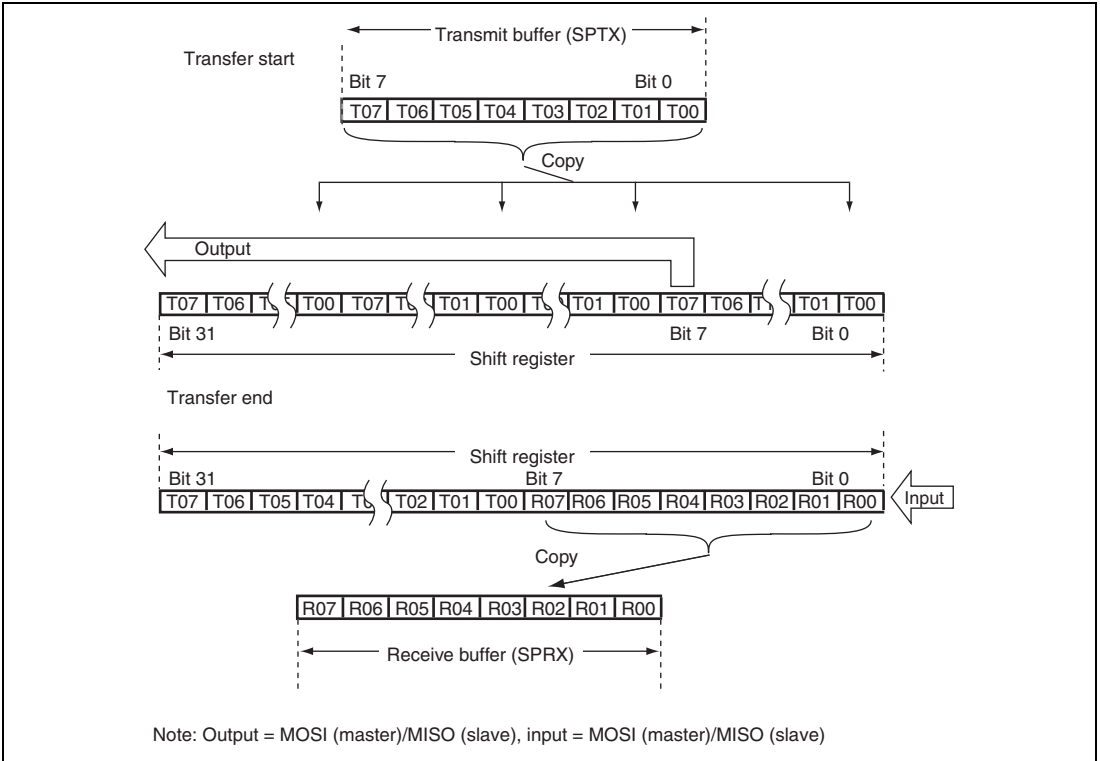 Transmit buffer (SPTX)
Transfer start
Bit 7 Bit 0
T07 T06 T05 T04 T03 T02 T01 T00
Copy
Output
T07 T06 T00 T07 T01 T00 T01 T00 T07 T06 T01 T00
Bit 31 Bit 7 Bit 0
Shift register
Transfer end
Shift register
Bit 31 Bit 7 Bit 0
T07 T06 T05 T04 T02 T01 T00 R07 R06 R05 R04 R03 R02 R01 R00 Input
Copy
R07 R06 R05 R04 R03 R02 R01 R00
Receive buffer (SPRX)
Note: Output = MOSI (master)/MISO (slave), input = MOSI (master)/MISO (slave)